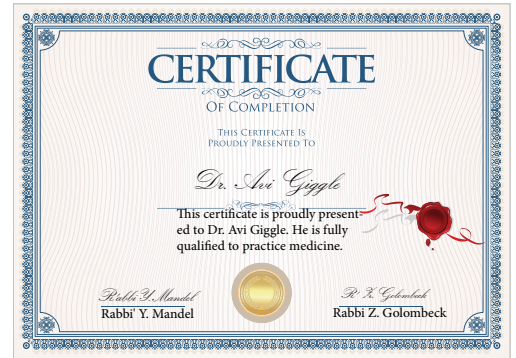 CERTIFICATE
OF COMPLETION
THIS CERTIFICATE IS
PROUDLY PRESENTED TO
Dr. Avi Giggle
This certificate is proudly present-
ed to Dr. Avi Giggle. He is fully
qualified to practice medicine.
R'abbi Y. Mandel
Rabbi' Y. Mandel
R' Z. Golombeck
Rabbi Z. Golombeck